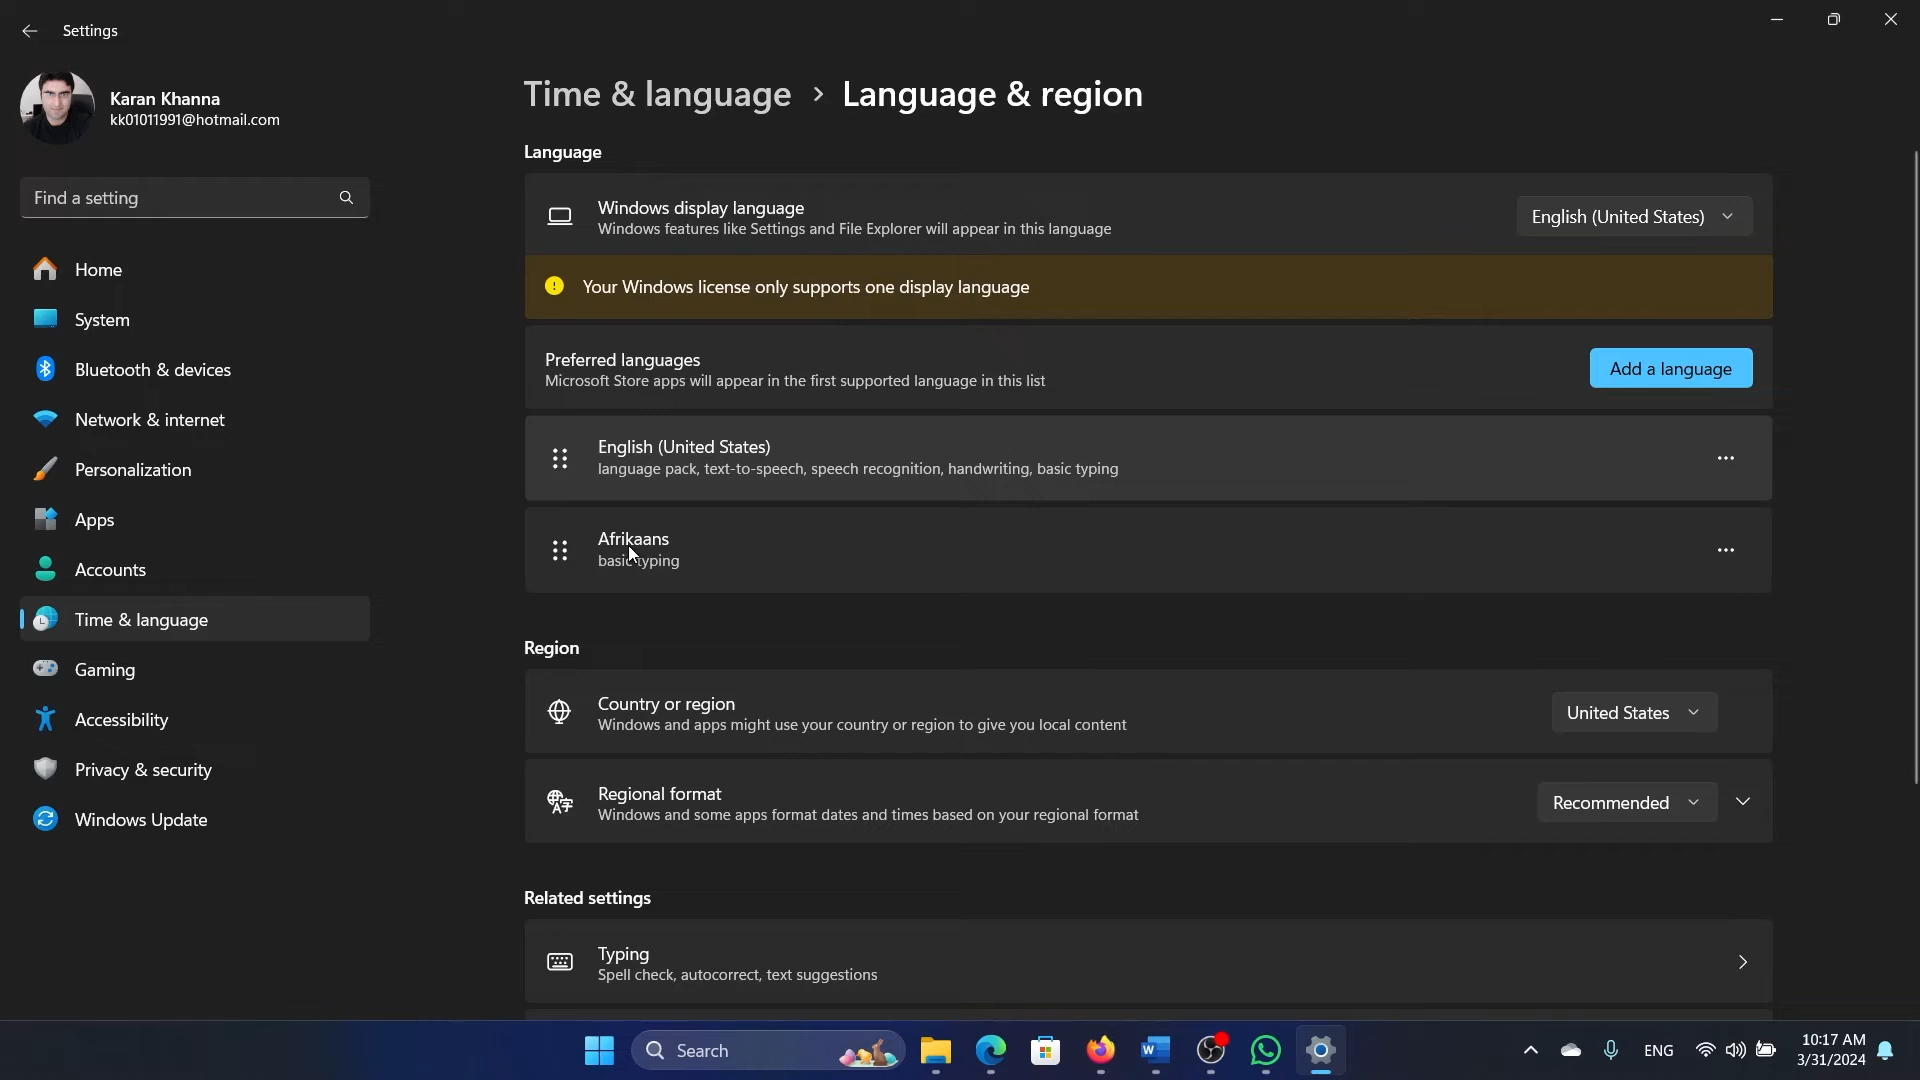 Settings
Karan Khanna
kk01011991@hotmail.com
Find a setting
Home
System
Bluetooth & devices
Network & internet
Personalization
Apps
Accounts
Time & language
Gaming
Accessibility
Privacy & security
Windows Update
Time & language > Language & region
Language
Windows display language
Windows features like Settings and File Explorer will appear in this language
English (United States)
Your Windows license only supports one display language
Preferred languages
Microsoft Store apps will appear in the first supported language in this list
Add a language
English (United States)
language pack, text-to-speech, speech recognition, handwriting, basic typing
Afrikaans
basic typing
Region
Country or region
Windows and apps might use your country or region to give you local content
United States
Regional format
Windows and some apps format dates and times based on your regional format
Recommended
Related settings
Typing
Spell check, autocorrect, text suggestions
Search
ENG
10:17 AM
3/31/2024